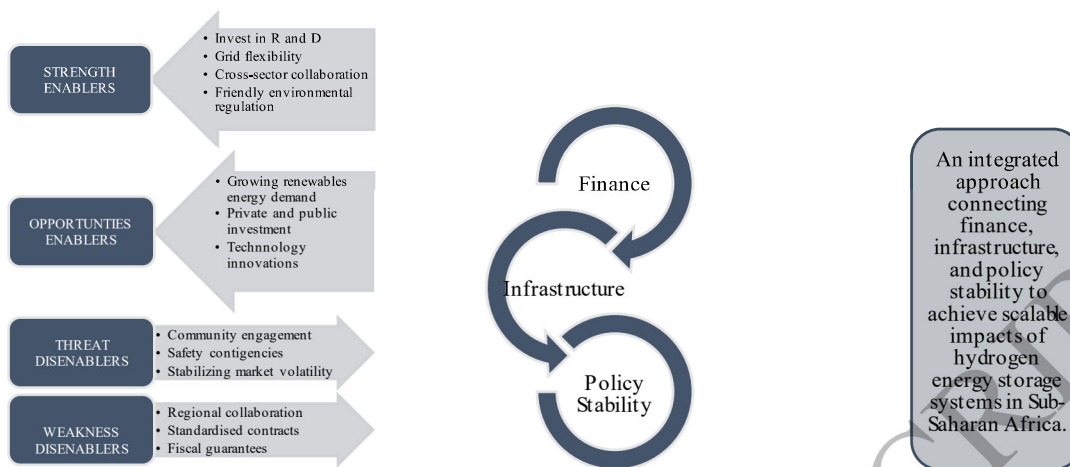 STRENGTH
ENABLERS
• Invest in R and D
• Grid flexibility
• Cross-sector collaboration
• Friendly environmental
regulation
OPPORTUNTIES
ENABLERS
• Growing renewables
energy demand
• Private and public
investment
• Technnology
innovations
THREAT
DISENABLERS
• Community engagement
• Safety contigencies
• Stabilizing market volatility
WEAKNESS
DISENABLERS
• Regional collaboration
• Standardised contracts
• Fiscal guarantees
Finance
Infrastructure
Policy
Stability
An integrated
approach
connecting
finance,
infrastructure,
and policy
stability to
achieve scalable
impacts of
hydrogen
energy storage
systems in Sub-
Saharan Africa.